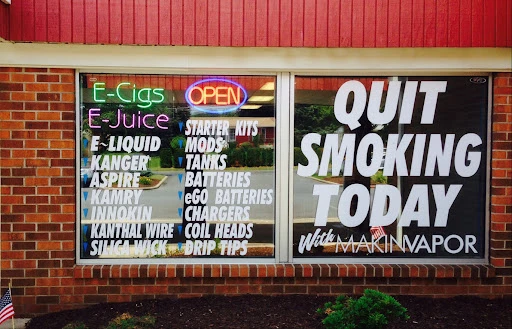 E-Cigs
E-Juice
E-LIQUID
KANGER
ASPIRE
KAMRY
INNOKIN
KANTHAL WIRE
SILICA WICK
OPEN
STARTER KITS
MODS
TANKS
BATTERIES
eGO BATTERIES
CHARGERS
COIL HEADS
DRIP TIPS
QUIT
SMOKING
TODAY
With MAKINVAPOR